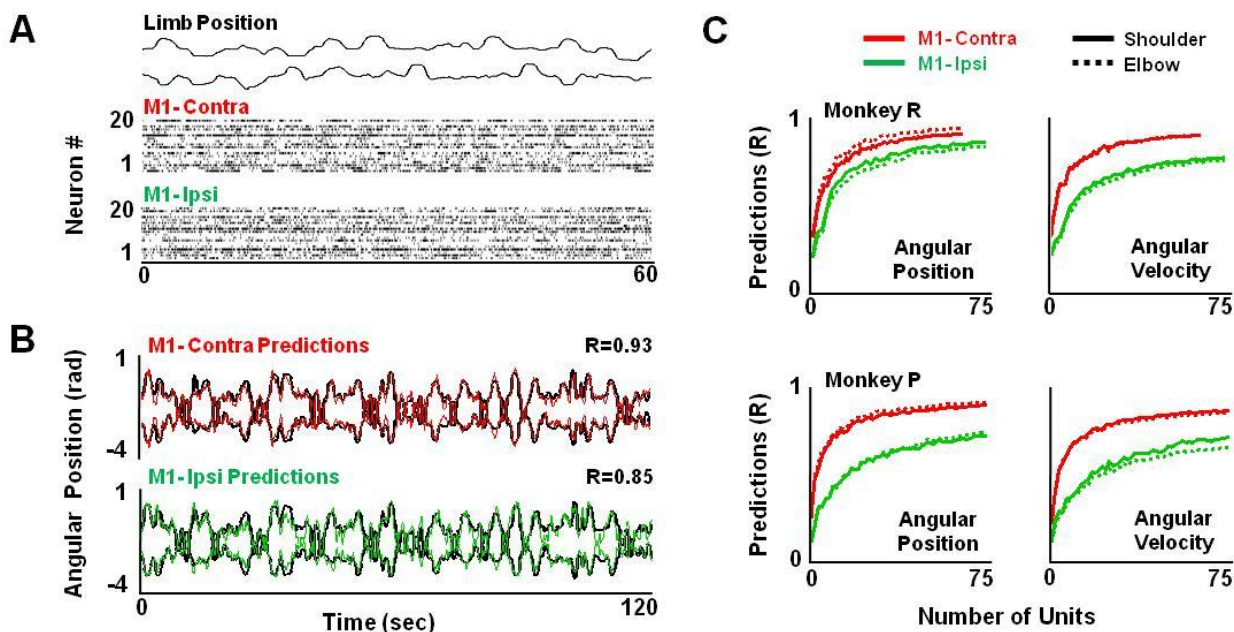 A
Limb Position
M1- Contra
20
1
Neuron #
M1-Ipsi
20
1
0
60
B
M1- Contra Predictions
R=0.93
1
-4
Angular Position (rad)
M1-Ipsi Predictions
R=0.85
1
-4
0
120
Time (sec)
C
M1-Contra
Shoulder
M1-Ipsi
Elbow
Monkey R
1
Predictions (R)
0
Angular
Position
Angular
Velocity
0
75
0
75
Monkey P
1
Predictions (R)
0
Angular
Position
Angular
Velocity
0
75
0
75
Number of Units